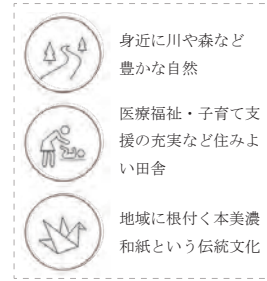 身近に川や森など
豊かな自然
医療福祉・子育て支
援の充実など住みよ
い田舎
地域に根付く本美濃
和紙という伝統文化